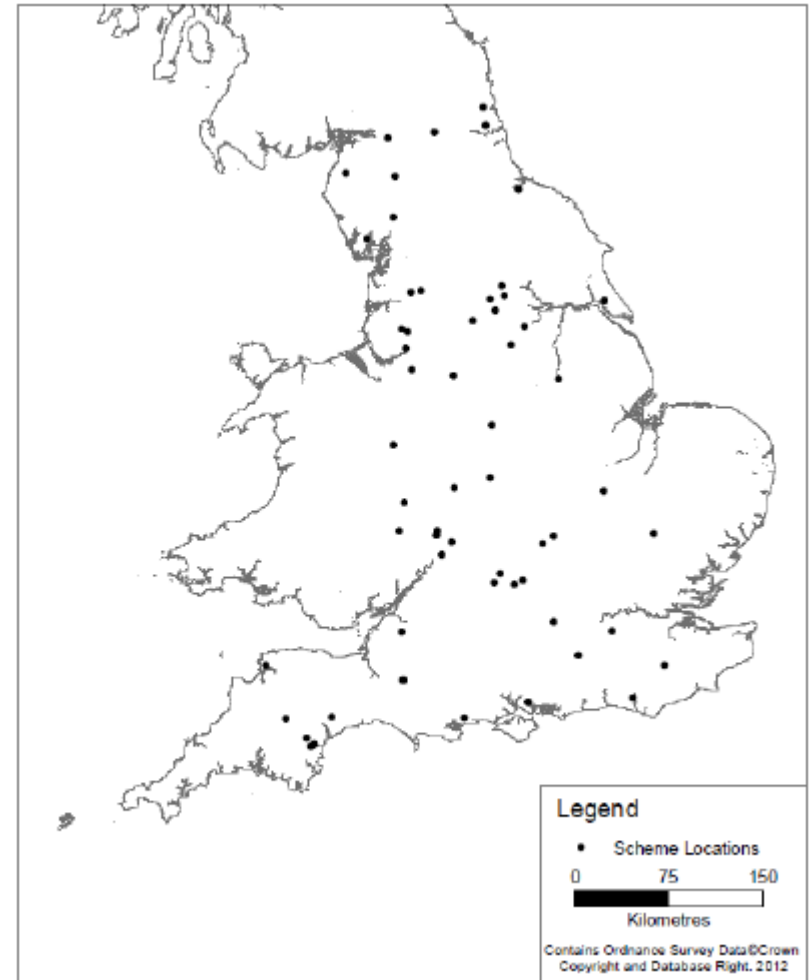 Legend
Scheme Locations
0 75 150
Kilometres
Contains Ordnance Survey Data©Crown
Copyright and Database Right. 2012